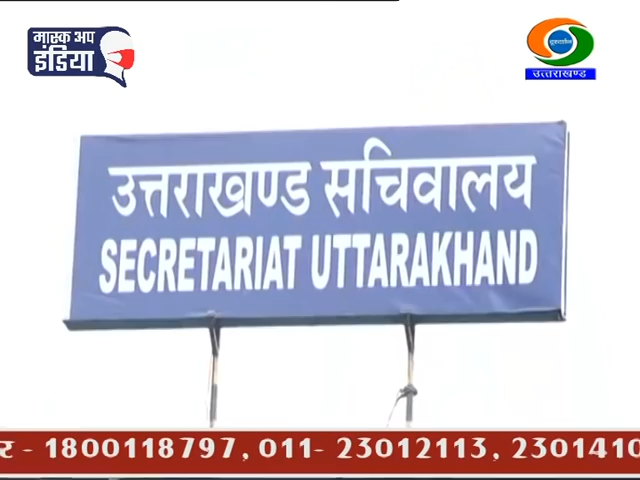 मास्क अप
इंडिया
उत्तराखण्ड
उत्तराखण्ड सचिवालय
SECRETARIAT UTTARAKHAND
र - 1800118797, 011- 23012113, 2301410